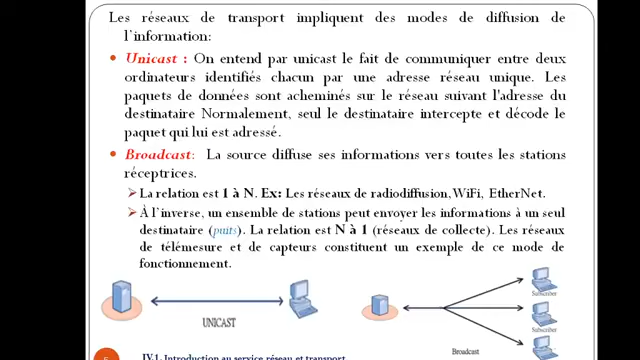 Les réseaux de transport impliquent des modes de diffusion de
l'information:
• Unicast : On entend par unicast le fait de communiquer entre deux
ordinateurs identifiés chacun par une adresse réseau unique. Les
paquets de données sont acheminés sur le réseau suivant l'adresse du
destinataire Normalement, seul le destinataire intercepte et décode le
paquet qui lui est adressé.
• Broadcast: La source diffuse ses informations vers toutes les stations
réceptrices.
➢ La relation est 1 à N. Ex: Les réseaux de radiodiffusion, WiFi, EtherNet.
➢ À l'inverse, un ensemble de stations peut envoyer les informations à un seul
destinataire (puits). La relation est N à 1 (réseaux de collecte). Les réseaux
de télémesure et de capteurs constituent un exemple de ce mode de
fonctionnement.
UNICAST
Subscriber
Subscriber
Subscriber
Broadcast
5
IV.1. Introduction au service réseau et transport